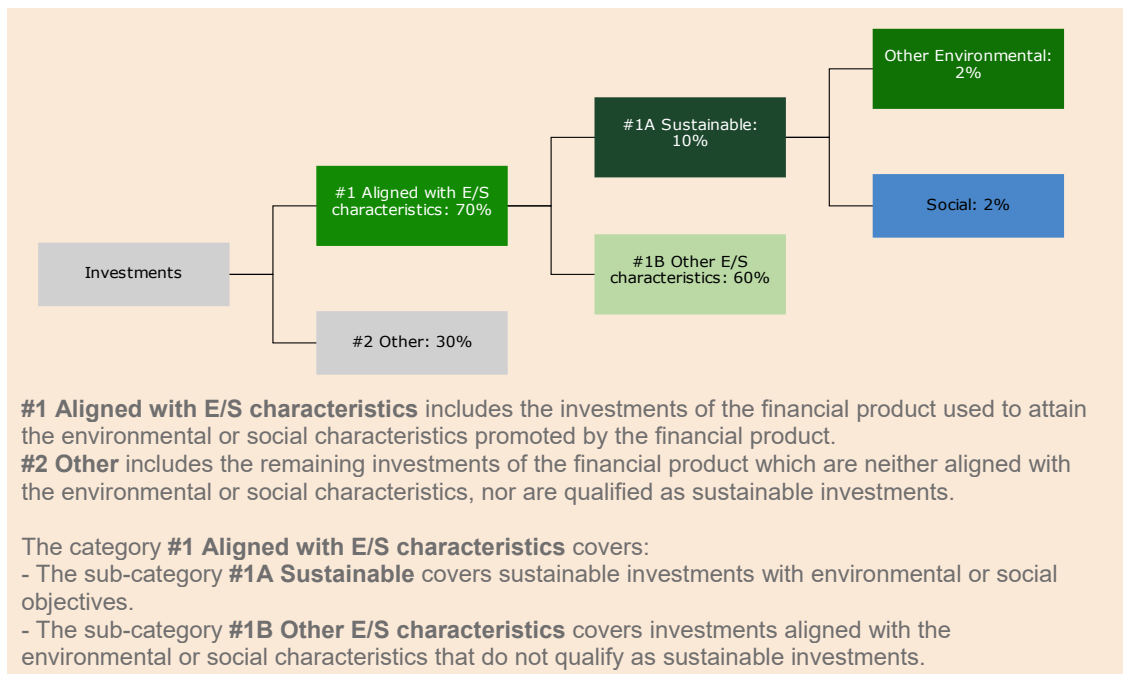 Other Environmental:
2%
#1A Sustainable:
10%
#1 Aligned with E/S
characteristics: 70%
Social: 2%
Investments
#1B Other E/S
characteristics: 60%
#2 Other: 30%
#1 Aligned with E/S characteristics includes the investments of the financial product used to attain
the environmental or social characteristics promoted by the financial product.
#2 Other includes the remaining investments of the financial product which are neither aligned with
the environmental or social characteristics, nor are qualified as sustainable investments.
The category #1 Aligned with E/S characteristics covers:
- The sub-category #1A Sustainable covers sustainable investments with environmental or social
objectives.
- The sub-category #1B Other E/S characteristics covers investments aligned with the
environmental or social characteristics that do not qualify as sustainable investments.